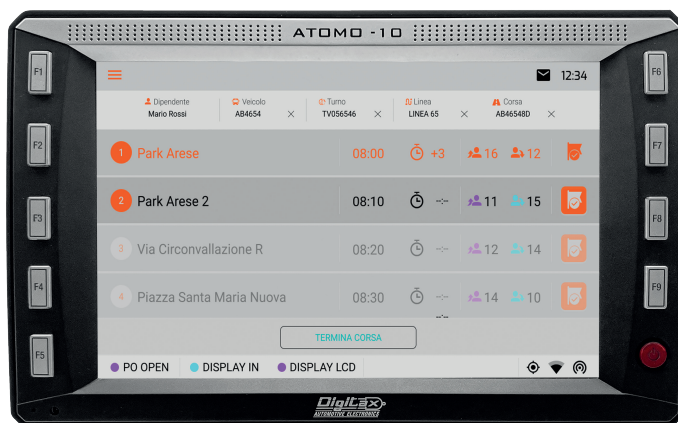 ATOMO -10
F1
F2
F3
F4
F5
F6
F7
F8
F9
12:34
Dipendente Veicolo Turno Linea Corsa
Mario Rossi AB4654 × TV056546 × LINEA 65 × AB46548D ×
1 Park Arese 08:00 +3 16 12
2 Park Arese 2 08:10 --:-- 11 15
3 Via Circonvallazione R 08:20 --:-- 12 14
4 Piazza Santa Maria Nuova 08:30 --:-- 14 10
--:--
TERMINA CORSA
PO OPEN DISPLAY IN DISPLAY LCD
Digitax
AUTOMOTIVE ELECTRONICS